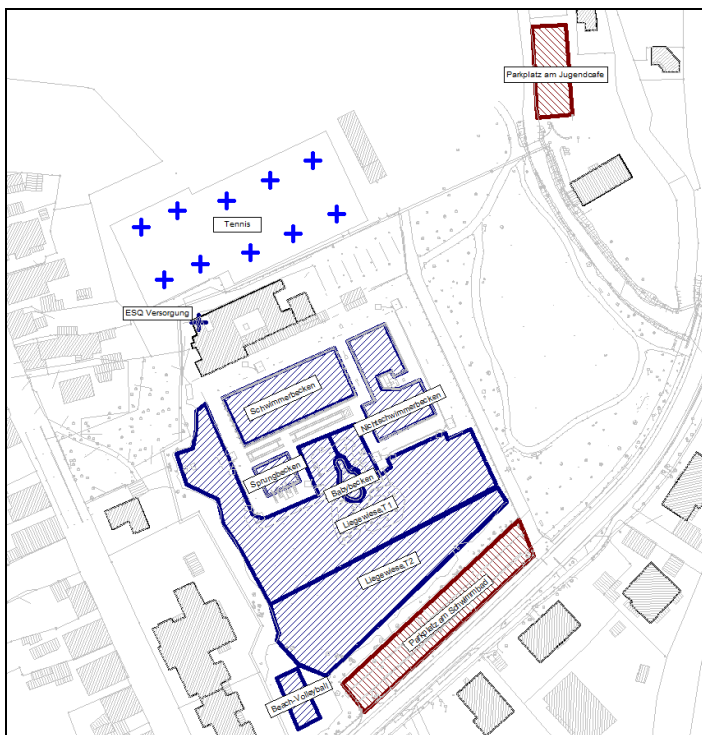 Parkplatz am Jugendcafe
Tennis
ESQ Versorgung
Schwimmerbecken
Nichtschwimmerbecken
Sprungbecken
Babybecken
Liegewiese,T1
Liegewiese,T2
Parkplatz am Schwimmbad
Beach-Volleyball